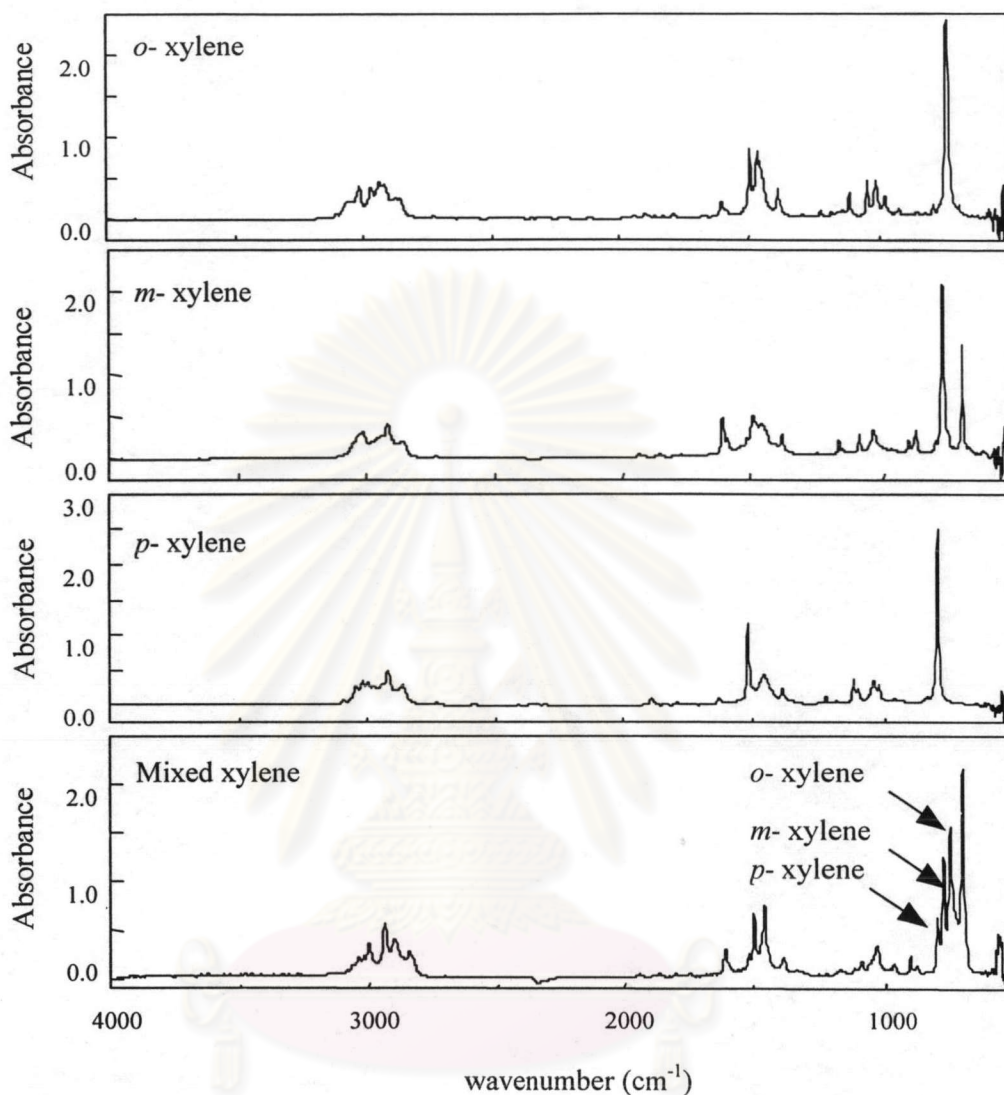 o- xylene
Absorbance
2.0
1.0
0.0
m- xylene
Absorbance
2.0
1.0
0.0
3.0
p- xylene
Absorbance
2.0
1.0
0.0
Mixed xylene
Absorbance
2.0
1.0
0.0
o- xylene
m- xylene
p- xylene
4000 3000 2000 1000
wavenumber (cm⁻¹)